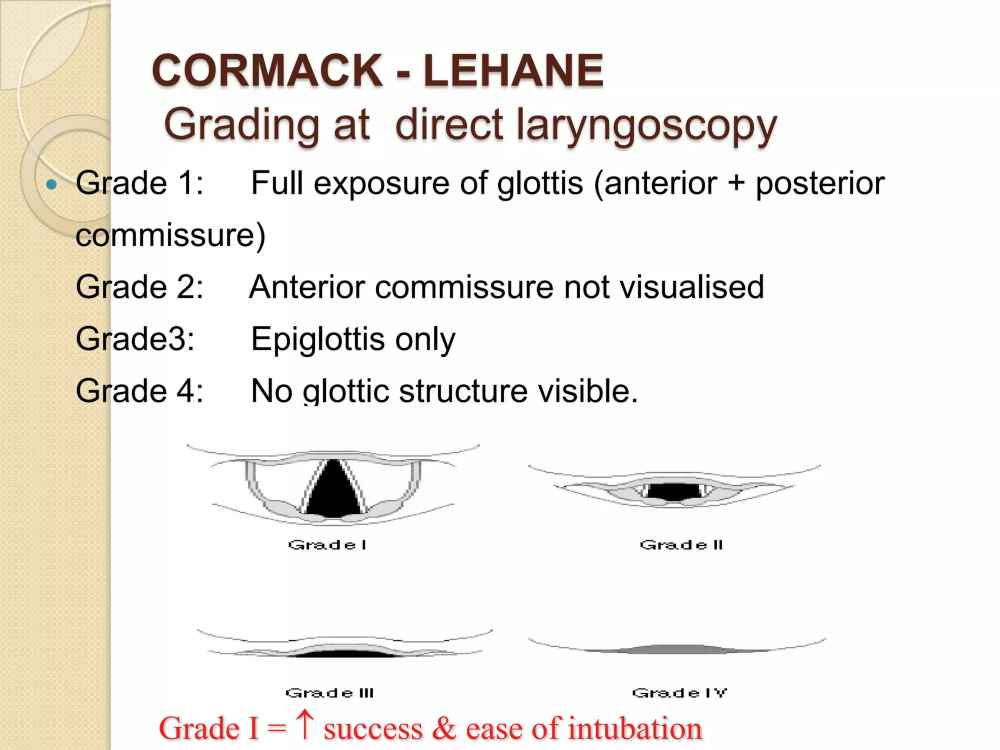 CORMACK - LEHANE
Grading at direct laryngoscopy
• Grade 1: Full exposure of glottis (anterior + posterior
commissure)
Grade 2: Anterior commissure not visualised
Grade3: Epiglottis only
Grade 4: No glottic structure visible.
Grade I
Grade II
Grade III
Grade IV
Grade I = ↑ success & ease of intubation